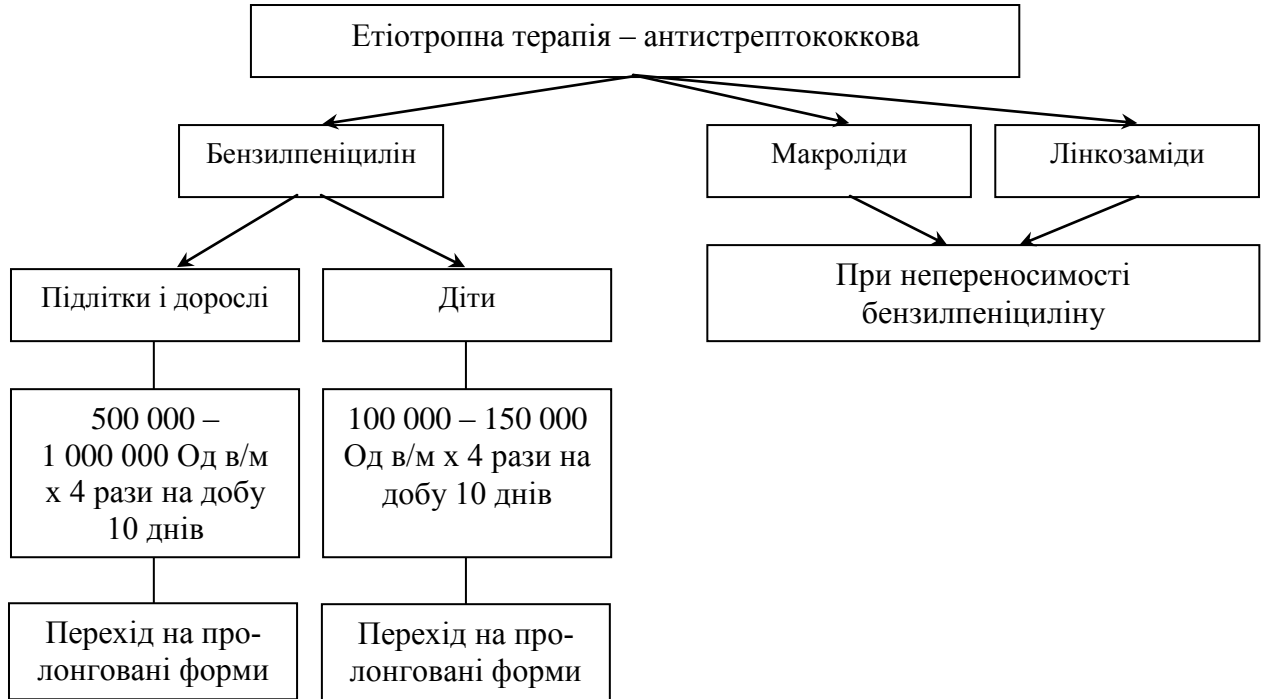 Етіотропна терапія – антистрептококкова
Бензилпеніцилін
Макроліди
Лінкозаміди
Підлітки і дорослі
Діти
При непереносимості
бензилпеніциліну
500 000 –
1 000 000 Од в/м
х 4 рази на добу
10 днів
100 000 – 150 000
Од в/м х 4 рази на
добу 10 днів
Перехід на про-
лонговані форми
Перехід на про-
лонговані форми